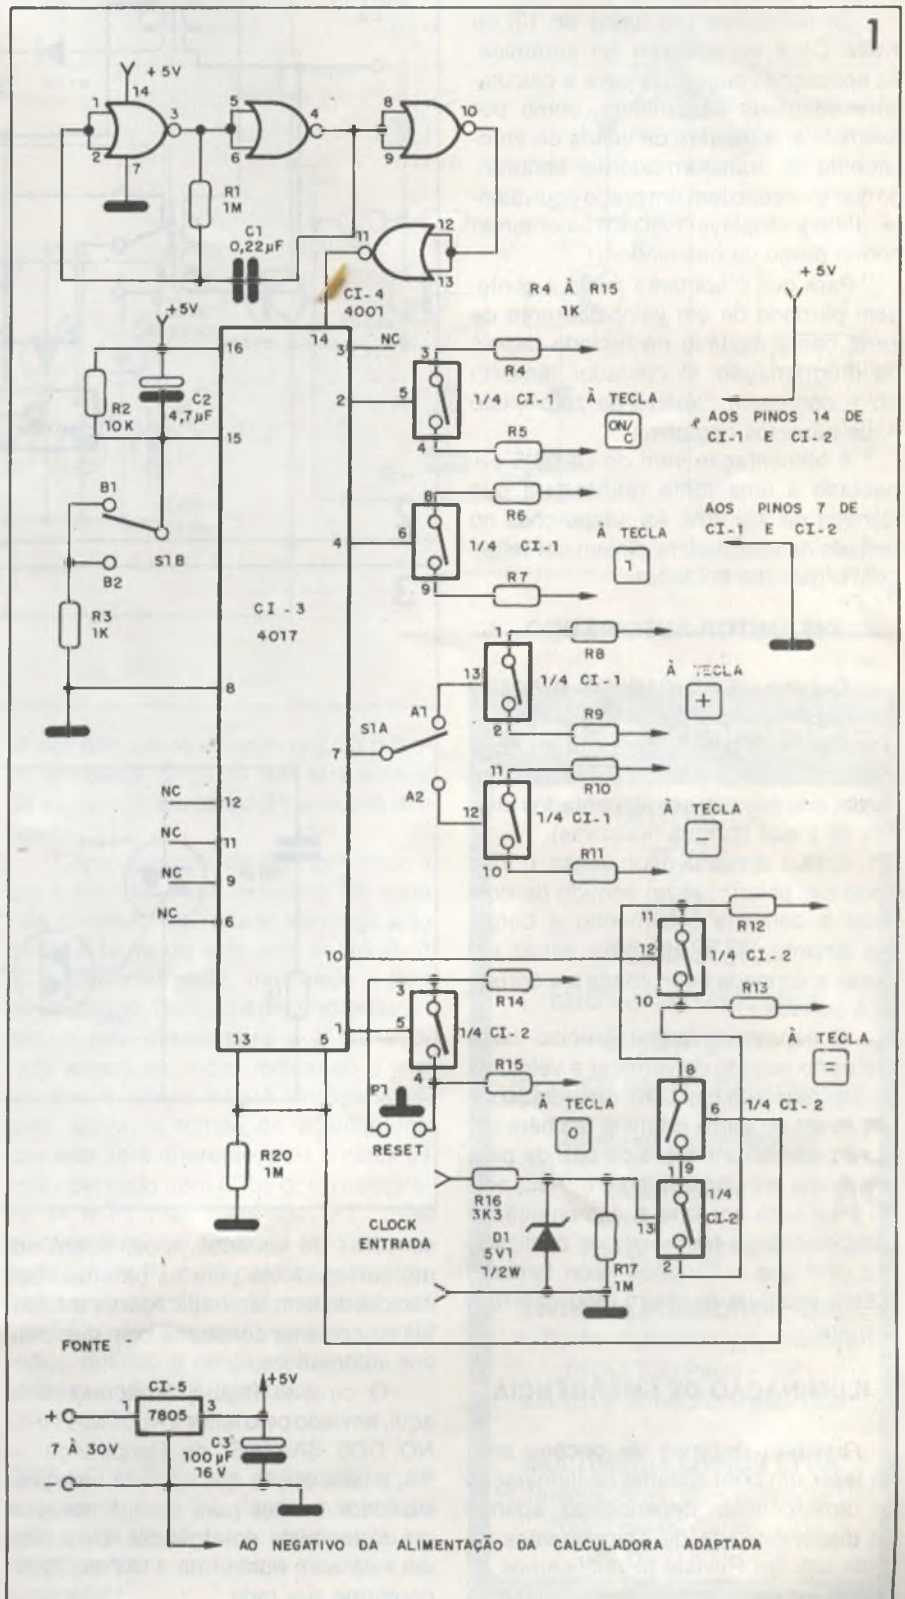 1
+5V
14
1
3
2
7
5
4
6
8
10
9
R1
1M
C1
0,22µF
11
12
13
CI-4
4001
+5V
16
14
3
NC
C2
4,7µF
R2
10K
15
2
5
3
4
1/4 CI-1
R4
R5
R4 À R15
1K
À TECLA
ON/C
+5V
AOS PINOS 14 DE
CI-1 E CI-2
B1
B2
S1B
4
6
8
9
1/4 CI-1
R6
R7
À TECLA
1
AOS PINOS 7 DE
CI-1 E CI-2
R3
1K
CI-3
4017
8
7
S1A
A1
A2
13
1
2
1/4 CI-1
R8
R9
À TECLA
+
12
11
10
1/4 CI-1
R10
R11
À TECLA
-
NC
12
NC
11
NC
9
NC
6
10
11
12
10
1/4 CI-2
R12
R13
À TECLA
=
13
5
1
3
5
4
1/4 CI-2
R14
R15
À TECLA
0
P1
RESET
8
6
9
1/4 CI-2
1
13
2
1/4
CI-2
R20
1M
CLOCK
ENTRADA
R16
3K3
D1
5V1
1/2W
R17
1M
FONTE
CI-5
7805
1
3
+5V
+
7 À 30V
-
C3
100µF
16V
AO NEGATIVO DA ALIMENTAÇÃO DA CALCULADORA ADAPTADA